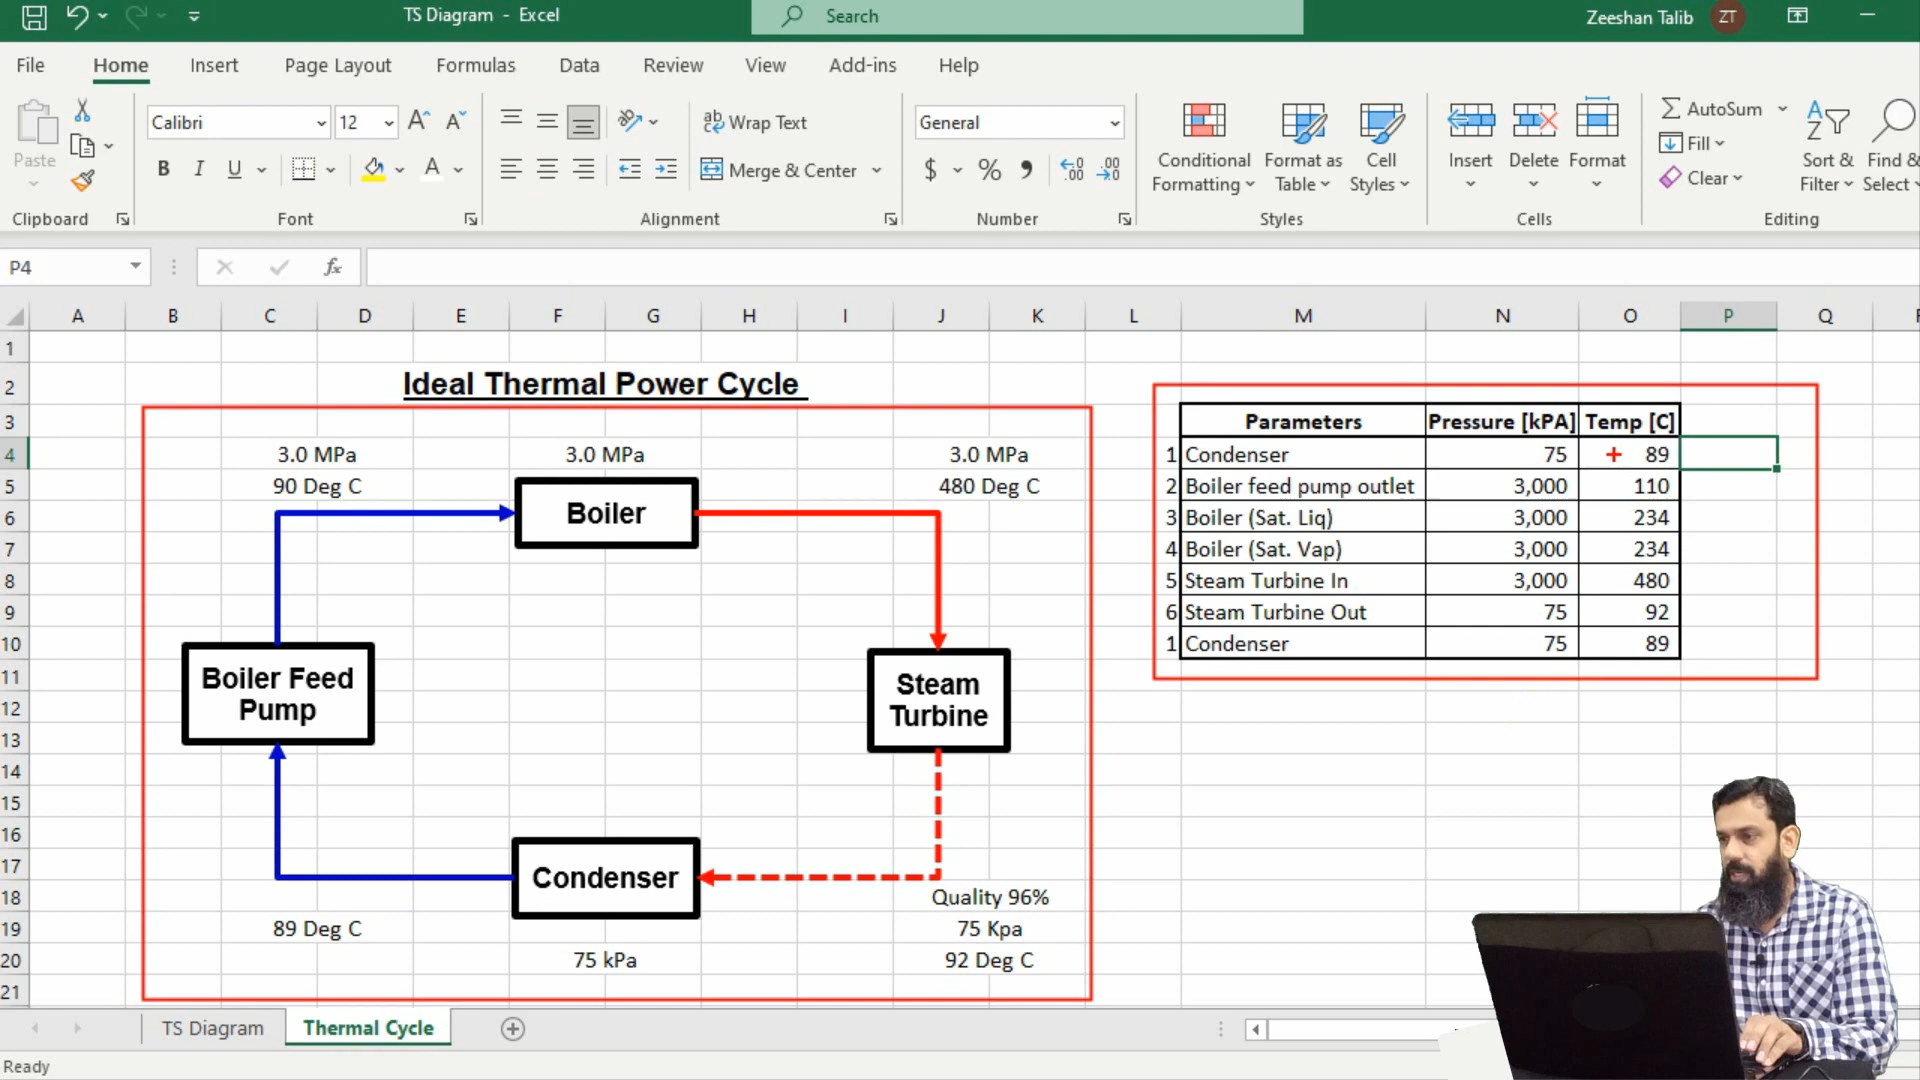 TS Diagram - Excel
Search
Zeeshan Talib
ZT
File Home Insert Page Layout Formulas Data Review View Add-ins Help
Paste
Calibri 12
B I U
ab Wrap Text
Merge & Center
General
$ % ,
Conditional Formatting
Format as Table
Cell Styles
Insert Delete Format
AutoSum
Fill
Clear
Sort & Filter
Find & Select
Clipboard Font Alignment Number Styles Cells Editing
P4
fx
A B C D E F G H I J K L M N O P Q
1
2
3
4
5
6
7
8
9
10
11
12
13
14
15
16
17
18
19
20
21
Ideal Thermal Power Cycle
3.0 MPa 3.0 MPa 3.0 MPa
90 Deg C 480 Deg C
Boiler
Boiler Feed
Pump
Steam
Turbine
Condenser
Quality 96%
89 Deg C 75 Kpa
75 kPa 92 Deg C
Parameters Pressure [kPA] Temp [C]
1 Condenser 75 89
2 Boiler feed pump outlet 3,000 110
3 Boiler (Sat. Liq) 3,000 234
4 Boiler (Sat. Vap) 3,000 234
5 Steam Turbine In 3,000 480
6 Steam Turbine Out 75 92
1 Condenser 75 89
TS Diagram Thermal Cycle
Ready